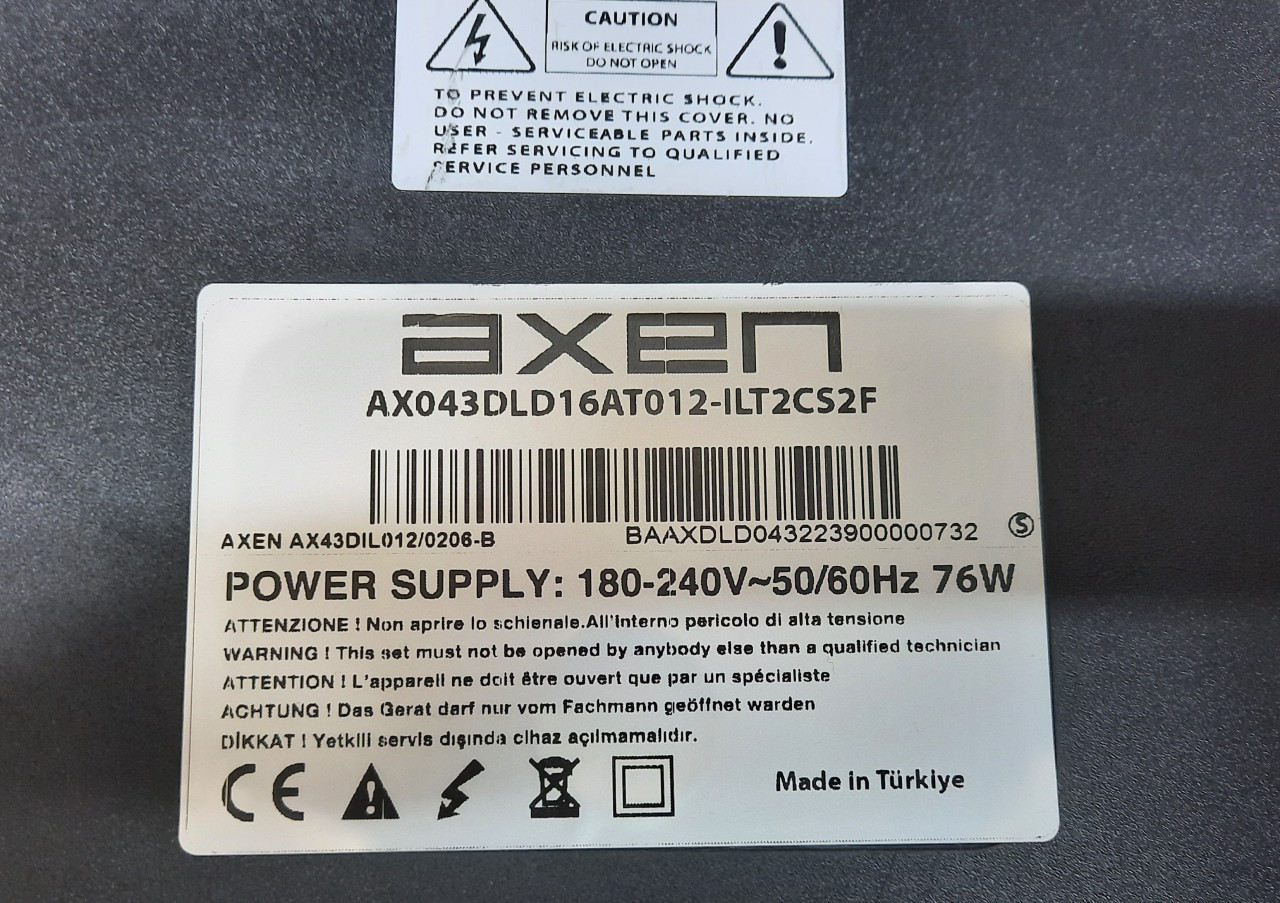 CAUTION
RISK OF ELECTRIC SHOCK
DO NOT OPEN
TO PREVENT ELECTRIC SHOCK.
DO NOT REMOVE THIS COVER. NO
USER - SERVICEABLE PARTS INSIDE.
REFER SERVICING TO QUALIFIED
SERVICE PERSONNEL
axen
AX043DLD16AT012-ILT2CS2F
AXEN AX43DIL012/0206-B
BAAXDLD043223900000732
S
POWER SUPPLY: 180-240V~50/60Hz 76W
ATTENZIONE ! Non aprire lo schienale.All'interno pericolo di alta tensione
WARNING ! This set must not be opened by anybody else than a qualified technician
ATTENTION ! L'appareil ne doit être ouvert que par un spécialiste
ACHTUNG ! Das Gerat darf nur vom Fachmann geöffnet warden
DİKKAT ! Yetkili servis dışında cihaz açılmamalıdır.
CE
Made in Türkiye